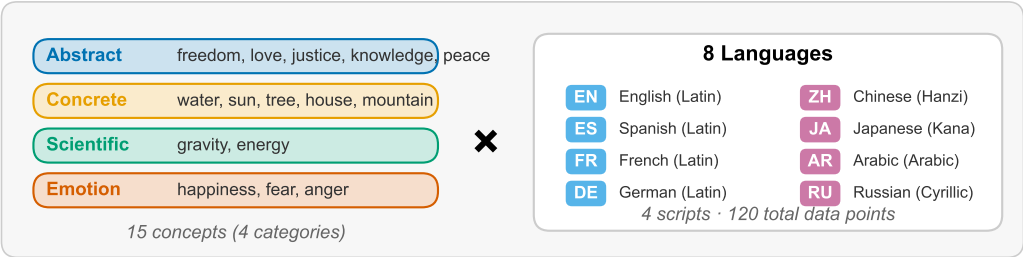 Abstract freedom, love, justice, knowledge, peace
Concrete water, sun, tree, house, mountain
Scientific gravity, energy
Emotion happiness, fear, anger
15 concepts (4 categories)
×
8 Languages
EN English (Latin)
ES Spanish (Latin)
FR French (Latin)
DE German (Latin)
ZH Chinese (Hanzi)
JA Japanese (Kana)
AR Arabic (Arabic)
RU Russian (Cyrillic)
4 scripts · 120 total data points